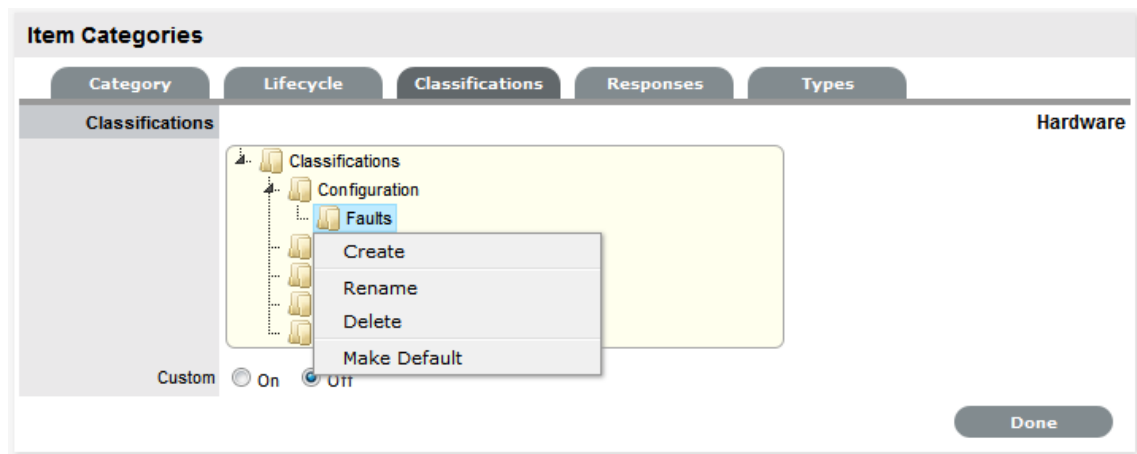 Item Categories
Category Lifecycle Classifications Responses Types
Classifications Hardware
Classifications
Configuration
Faults
Create
Rename
Delete
Make Default
Custom On Off
Done